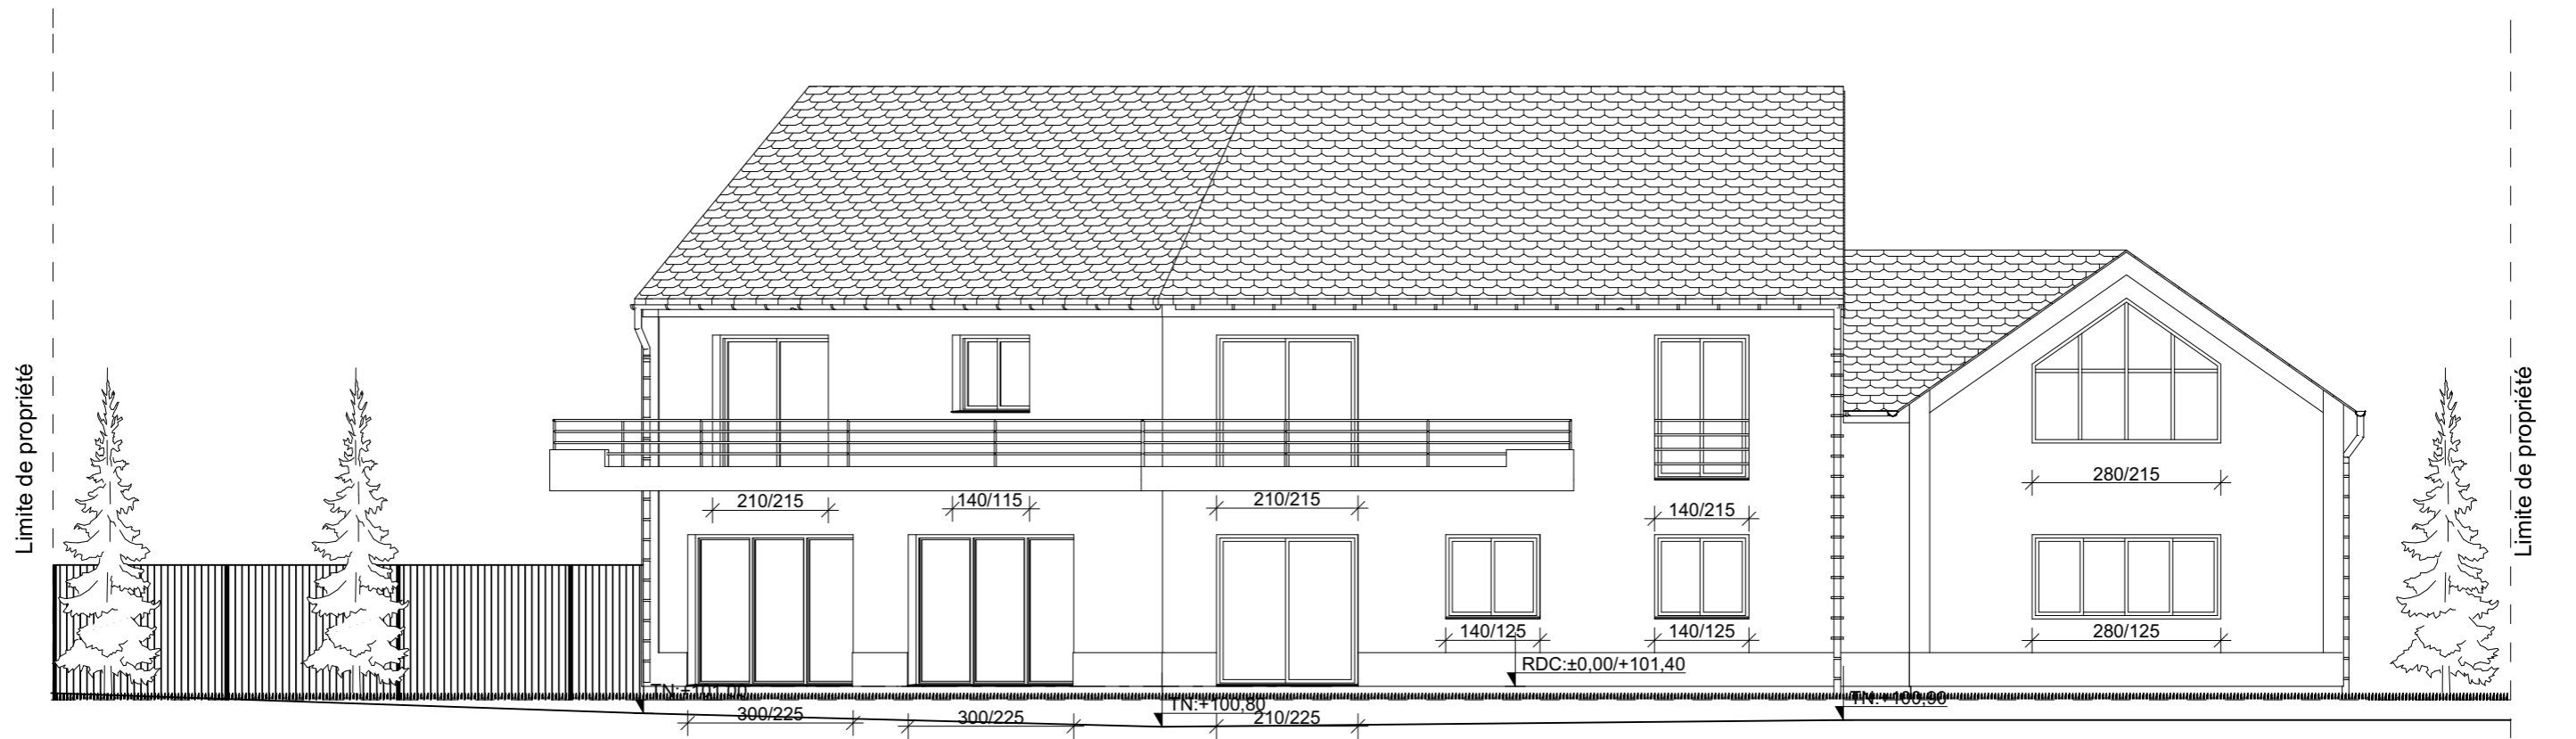 Limite de propriété
Limite de propriété
210/215
140/115
210/215
140/215
280/215
140/125
140/125
280/125
RDC:±0,00/+101,40
TN:+101,00
TN:+100,80
TN:+100,90
300/225
300/225
210/225